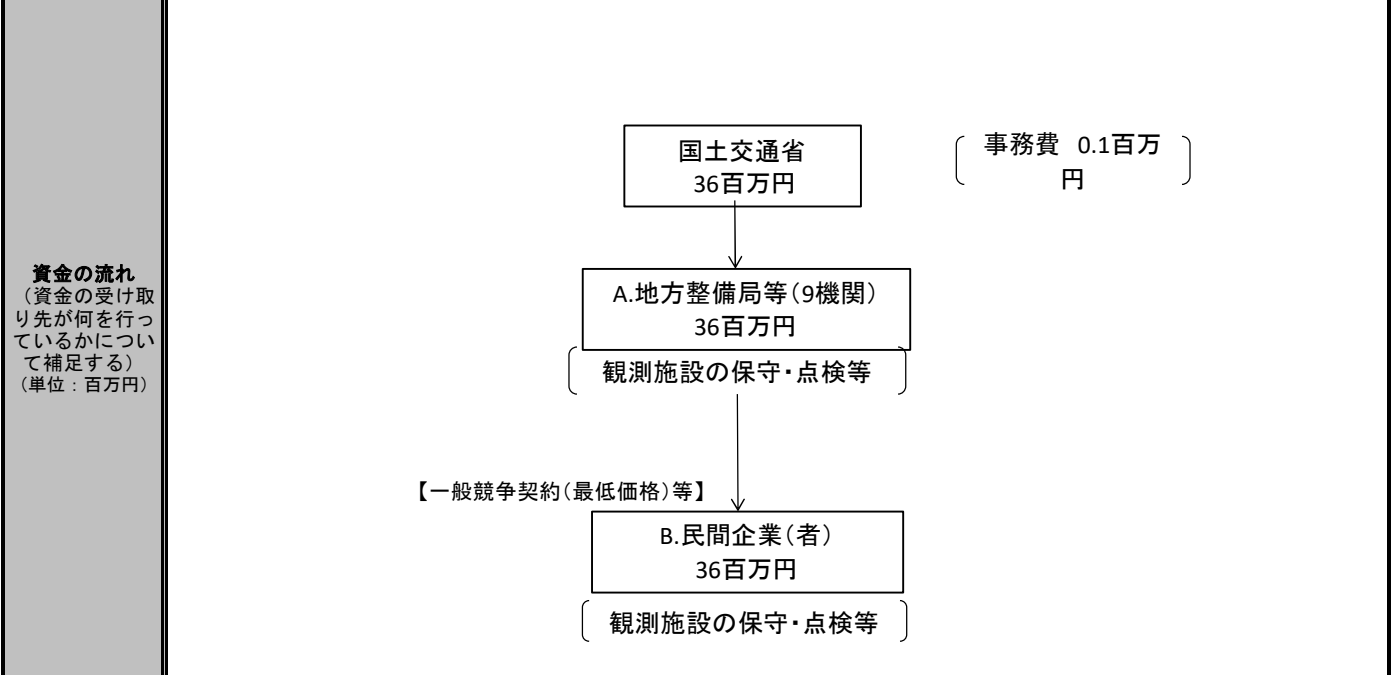 国土交通省
36百万円
事務費 0.1百万
円
資金の流れ
（資金の受け取
り先が何を行っ
ているかについ
て補足する）
（単位：百万円）
A.地方整備局等（9機関）
36百万円
観測施設の保守・点検等
【一般競争契約（最低価格）等】
B.民間企業（者）
36百万円
観測施設の保守・点検等